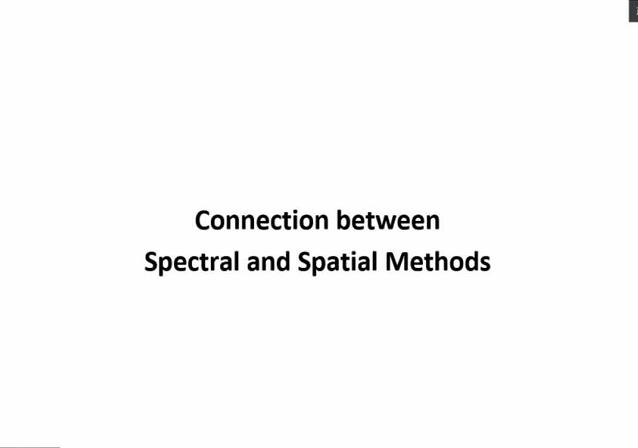 Connection between
Spectral and Spatial Methods